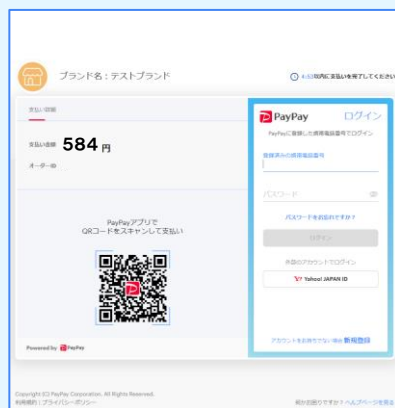 ブランド名：テストブランド
4:53以内に支払いを完了してください
支払い詳細
支払い金額 584 円
オーダーID
PayPayアプリで
QRコードをスキャンして支払い
Powered by PayPay
PayPay ログイン
PayPayに登録した携帯電話番号でログイン
登録済みの携帯電話番号
パスワード
パスワードをお忘れですか？
ログイン
外部のアカウントでログイン
Y! Yahoo! JAPAN ID
アカウントをお持ちでない場合 新規登録
Copyright (C) PayPay Corporation. All Rights Reserved.
利用規約 | プライバシーポリシー
何かお困りですか？ヘルプページを見る